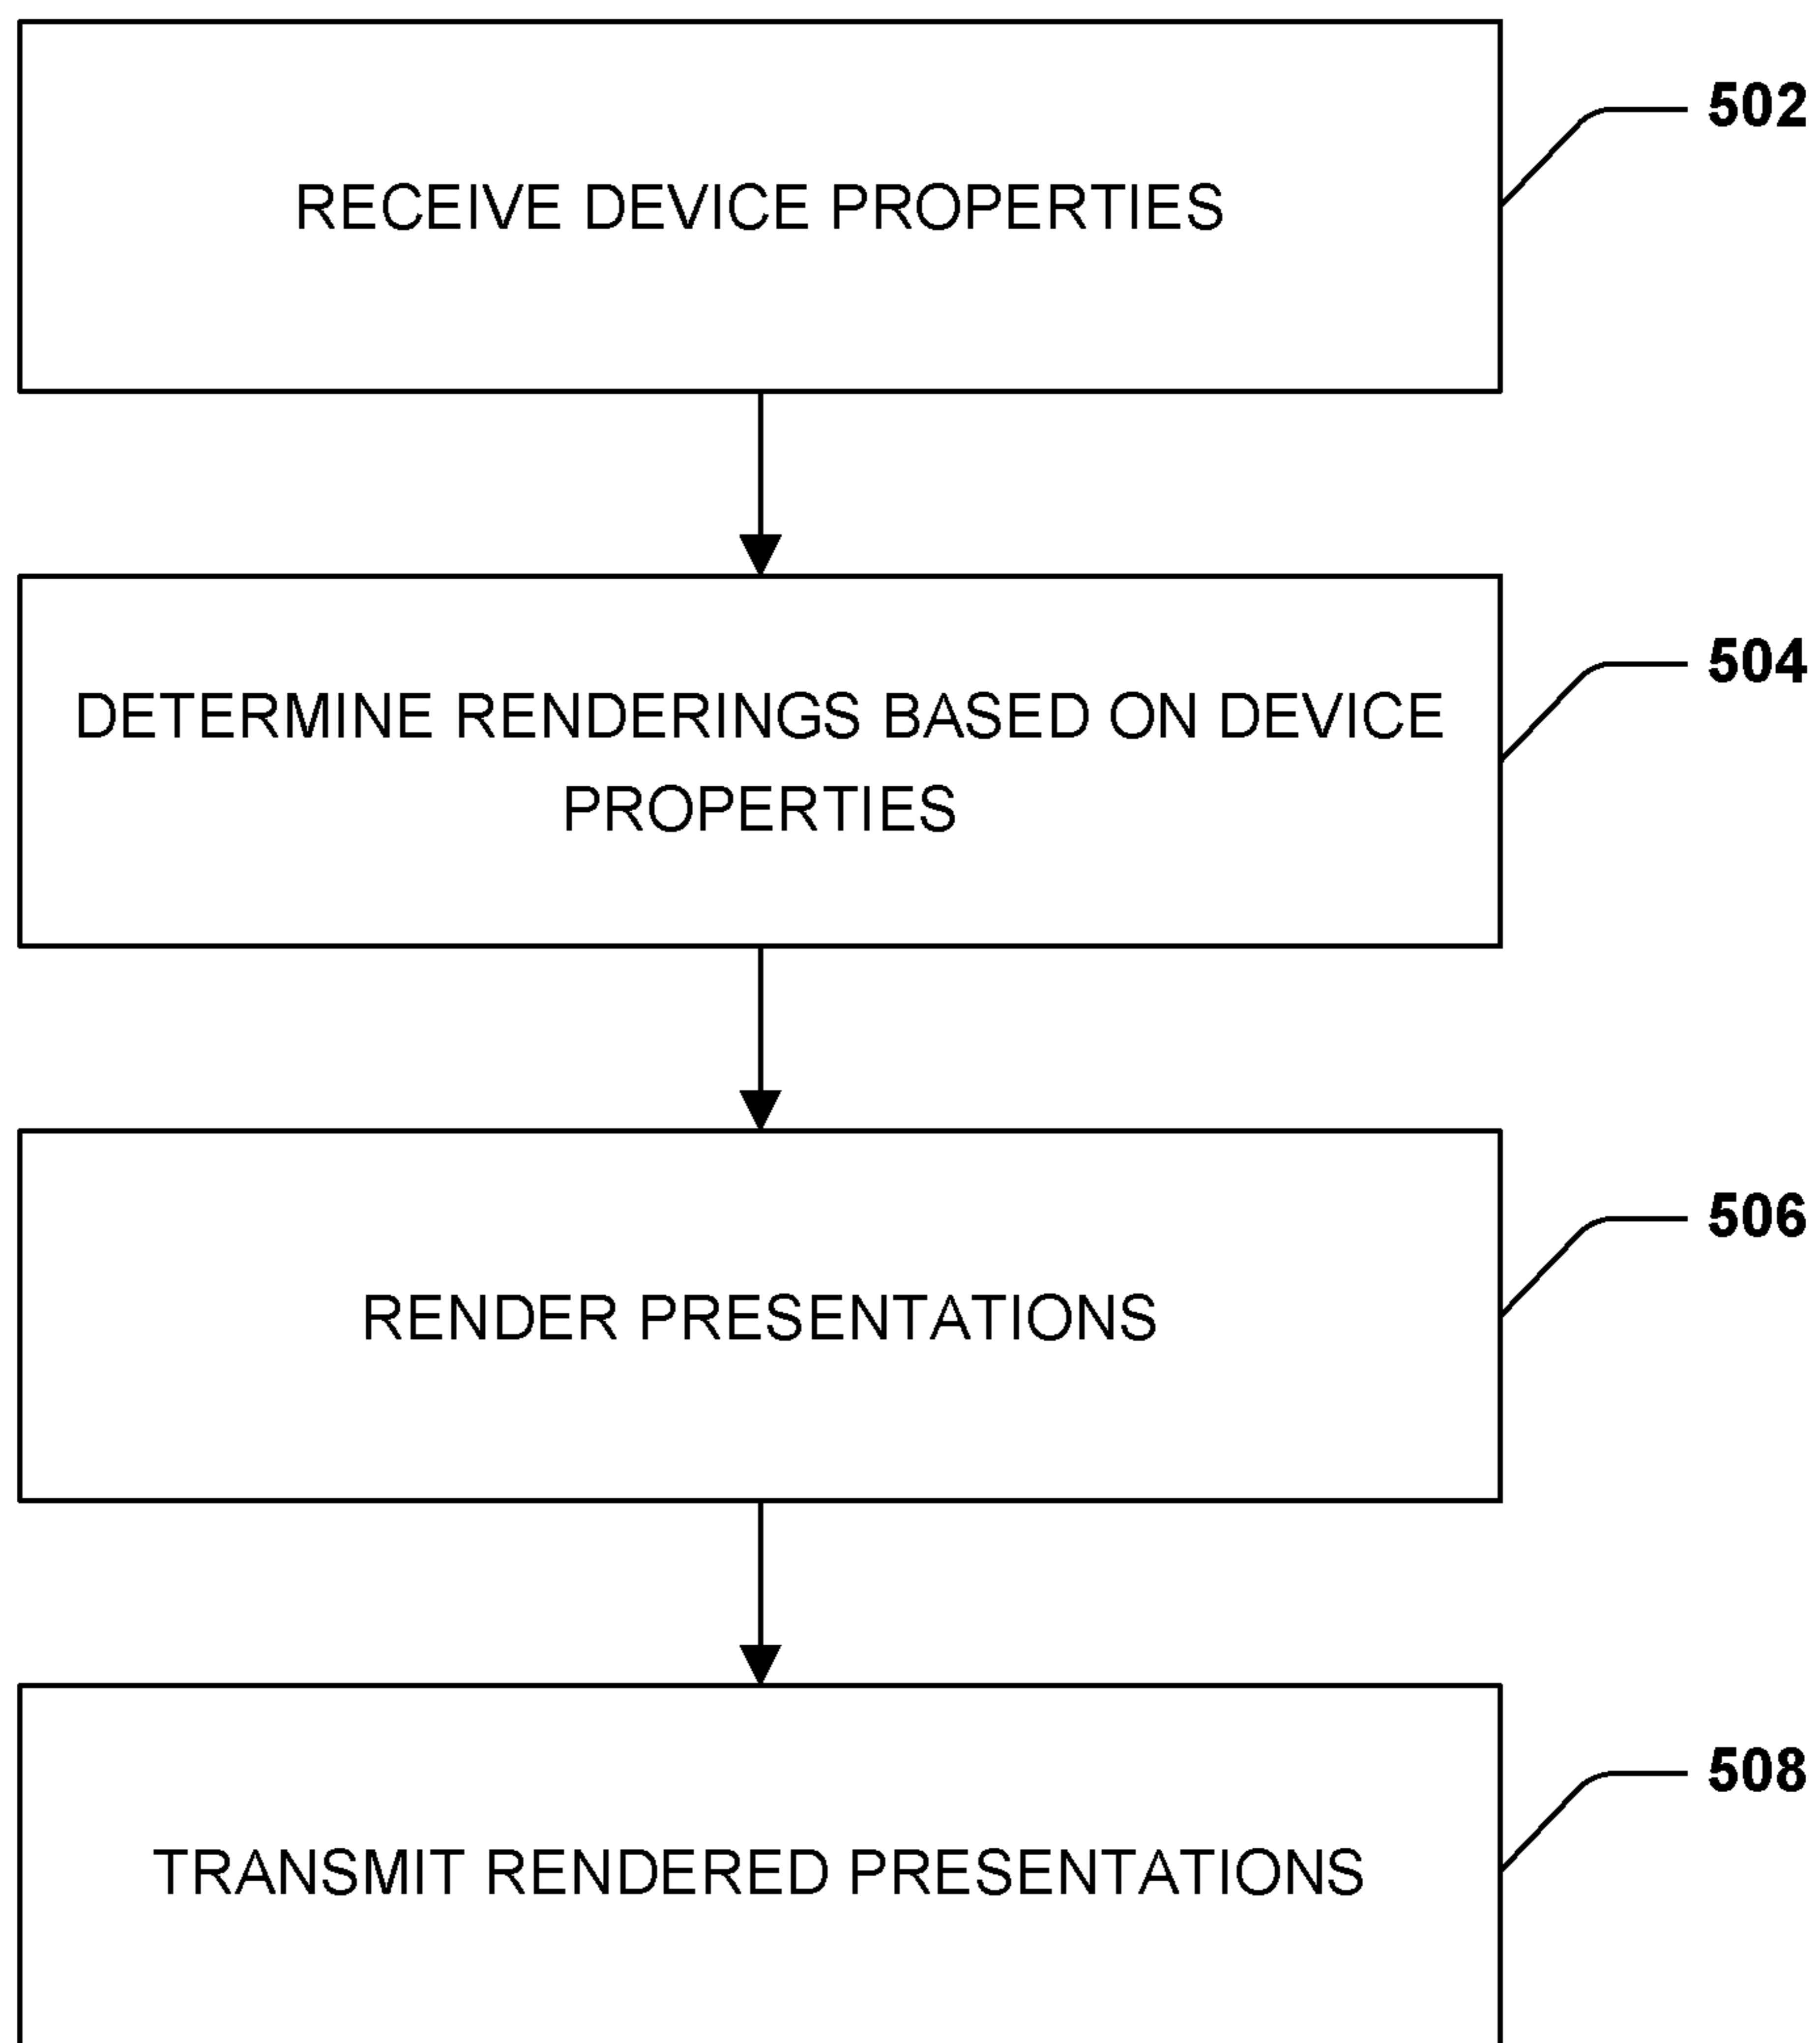 502
RECEIVE DEVICE PROPERTIES
504
DETERMINE RENDERINGS BASED ON DEVICE
PROPERTIES
506
RENDER PRESENTATIONS
508
TRANSMIT RENDERED PRESENTATIONS